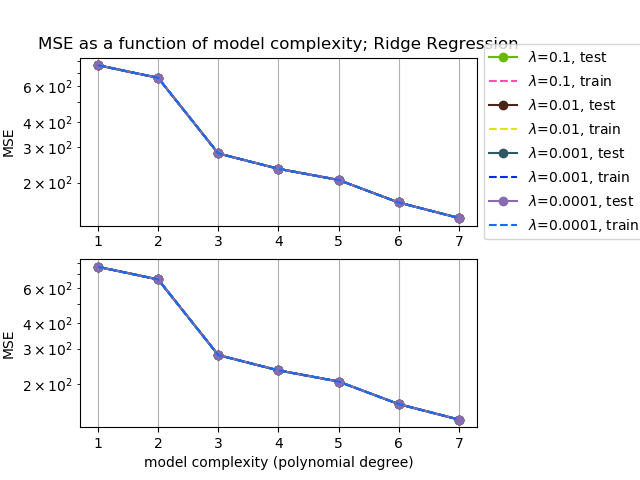 MSE as a function of model complexity; Ridge Regression
λ=0.1, test
λ=0.1, train
λ=0.01, test
λ=0.01, train
λ=0.001, test
λ=0.001, train
λ=0.0001, test
λ=0.0001, train
MSE
6 × 10²
4 × 10²
3 × 10²
2 × 10²
1 2 3 4 5 6 7
MSE
6 × 10²
4 × 10²
3 × 10²
2 × 10²
1 2 3 4 5 6 7
model complexity (polynomial degree)